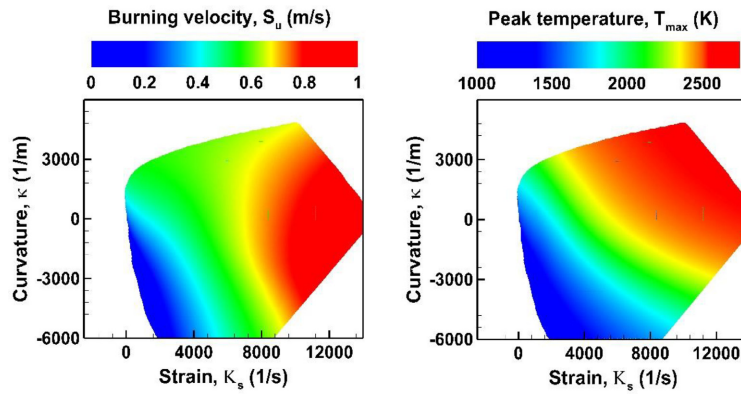 Burning velocity, Su (m/s)
0 0.2 0.4 0.6 0.8 1
Curvature, κ (1/m)
3000
0
-3000
-6000
0 4000 8000 12000
Strain, Ks (1/s)
Peak temperature, Tmax (K)
1000 1500 2000 2500
Curvature, κ (1/m)
3000
0
-3000
-6000
0 4000 8000 12000
Strain, Ks (1/s)